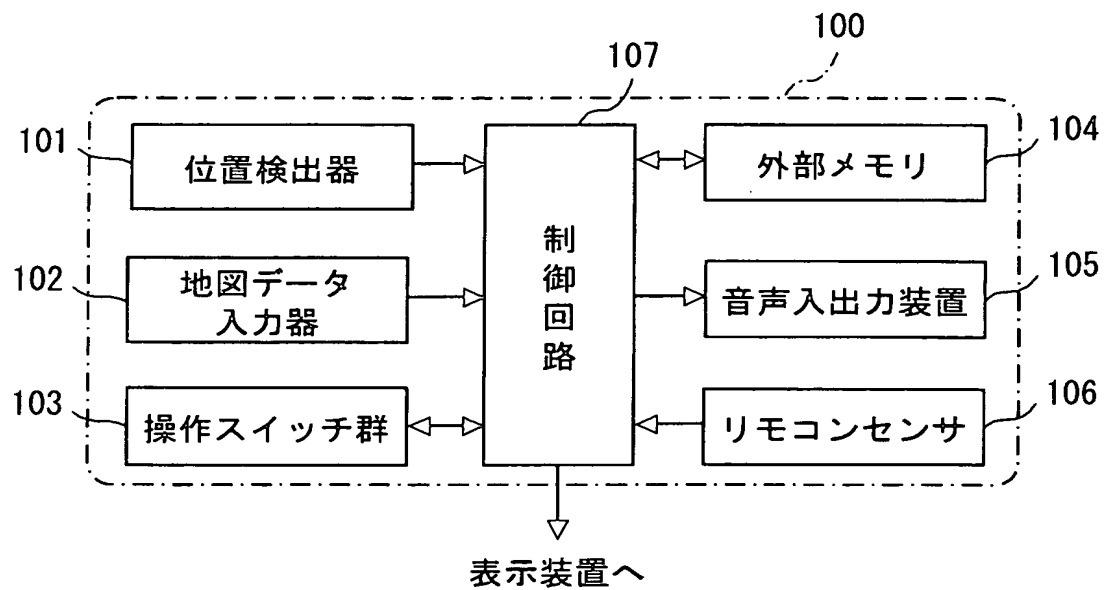 100
107
101
位置検出器
104
外部メモリ
制御回路
102
地図データ
入力器
105
音声入出力装置
103
操作スイッチ群
106
リモコンセンサ
表示装置へ